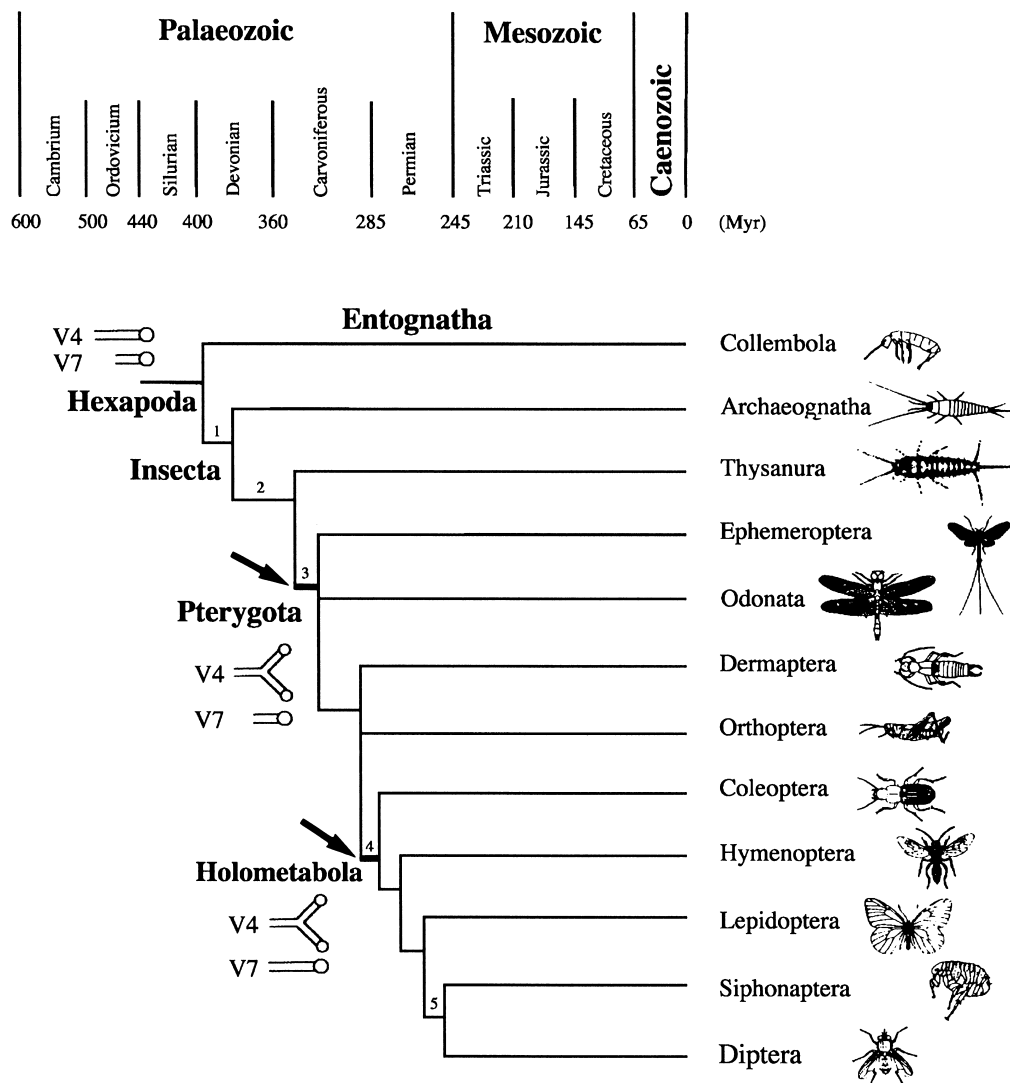 Palaeozoic
Mesozoic
Caenozoic
Cambrium
Ordovicium
Silurian
Devonian
Carvoniferous
Permian
Triassic
Jurassic
Cretaceous
600 500 440 400 360 285 245 210 145 65 0 (Myr)
Entognatha
V4
V7
Collembola
Hexapoda
Archaeognatha
1
Insecta
Thysanura
2
Ephemeroptera
3
Pterygota
Odonata
V4
Dermaptera
V7
Orthoptera
Coleoptera
4
Holometabola
Hymenoptera
V4
Lepidoptera
V7
Siphonaptera
5
Diptera